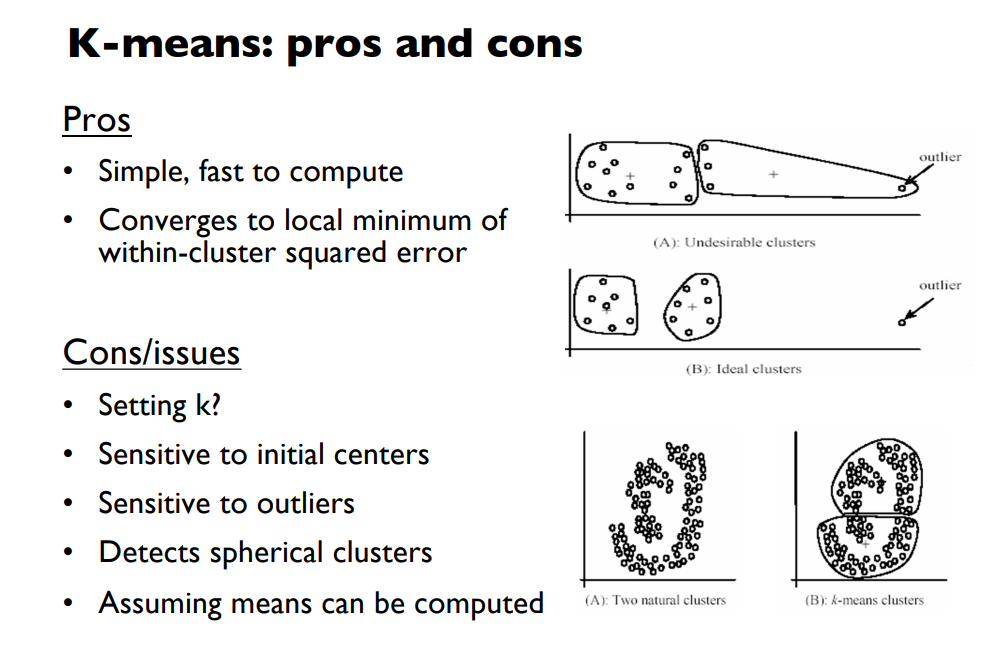 K-means: pros and cons
Pros
• Simple, fast to compute
• Converges to local minimum of
within-cluster squared error
Cons/issues
• Setting k?
• Sensitive to initial centers
• Sensitive to outliers
• Detects spherical clusters
• Assuming means can be computed
outlier
(A): Undesirable clusters
outlier
(B): Ideal clusters
(A): Two natural clusters
(B): k-means clusters